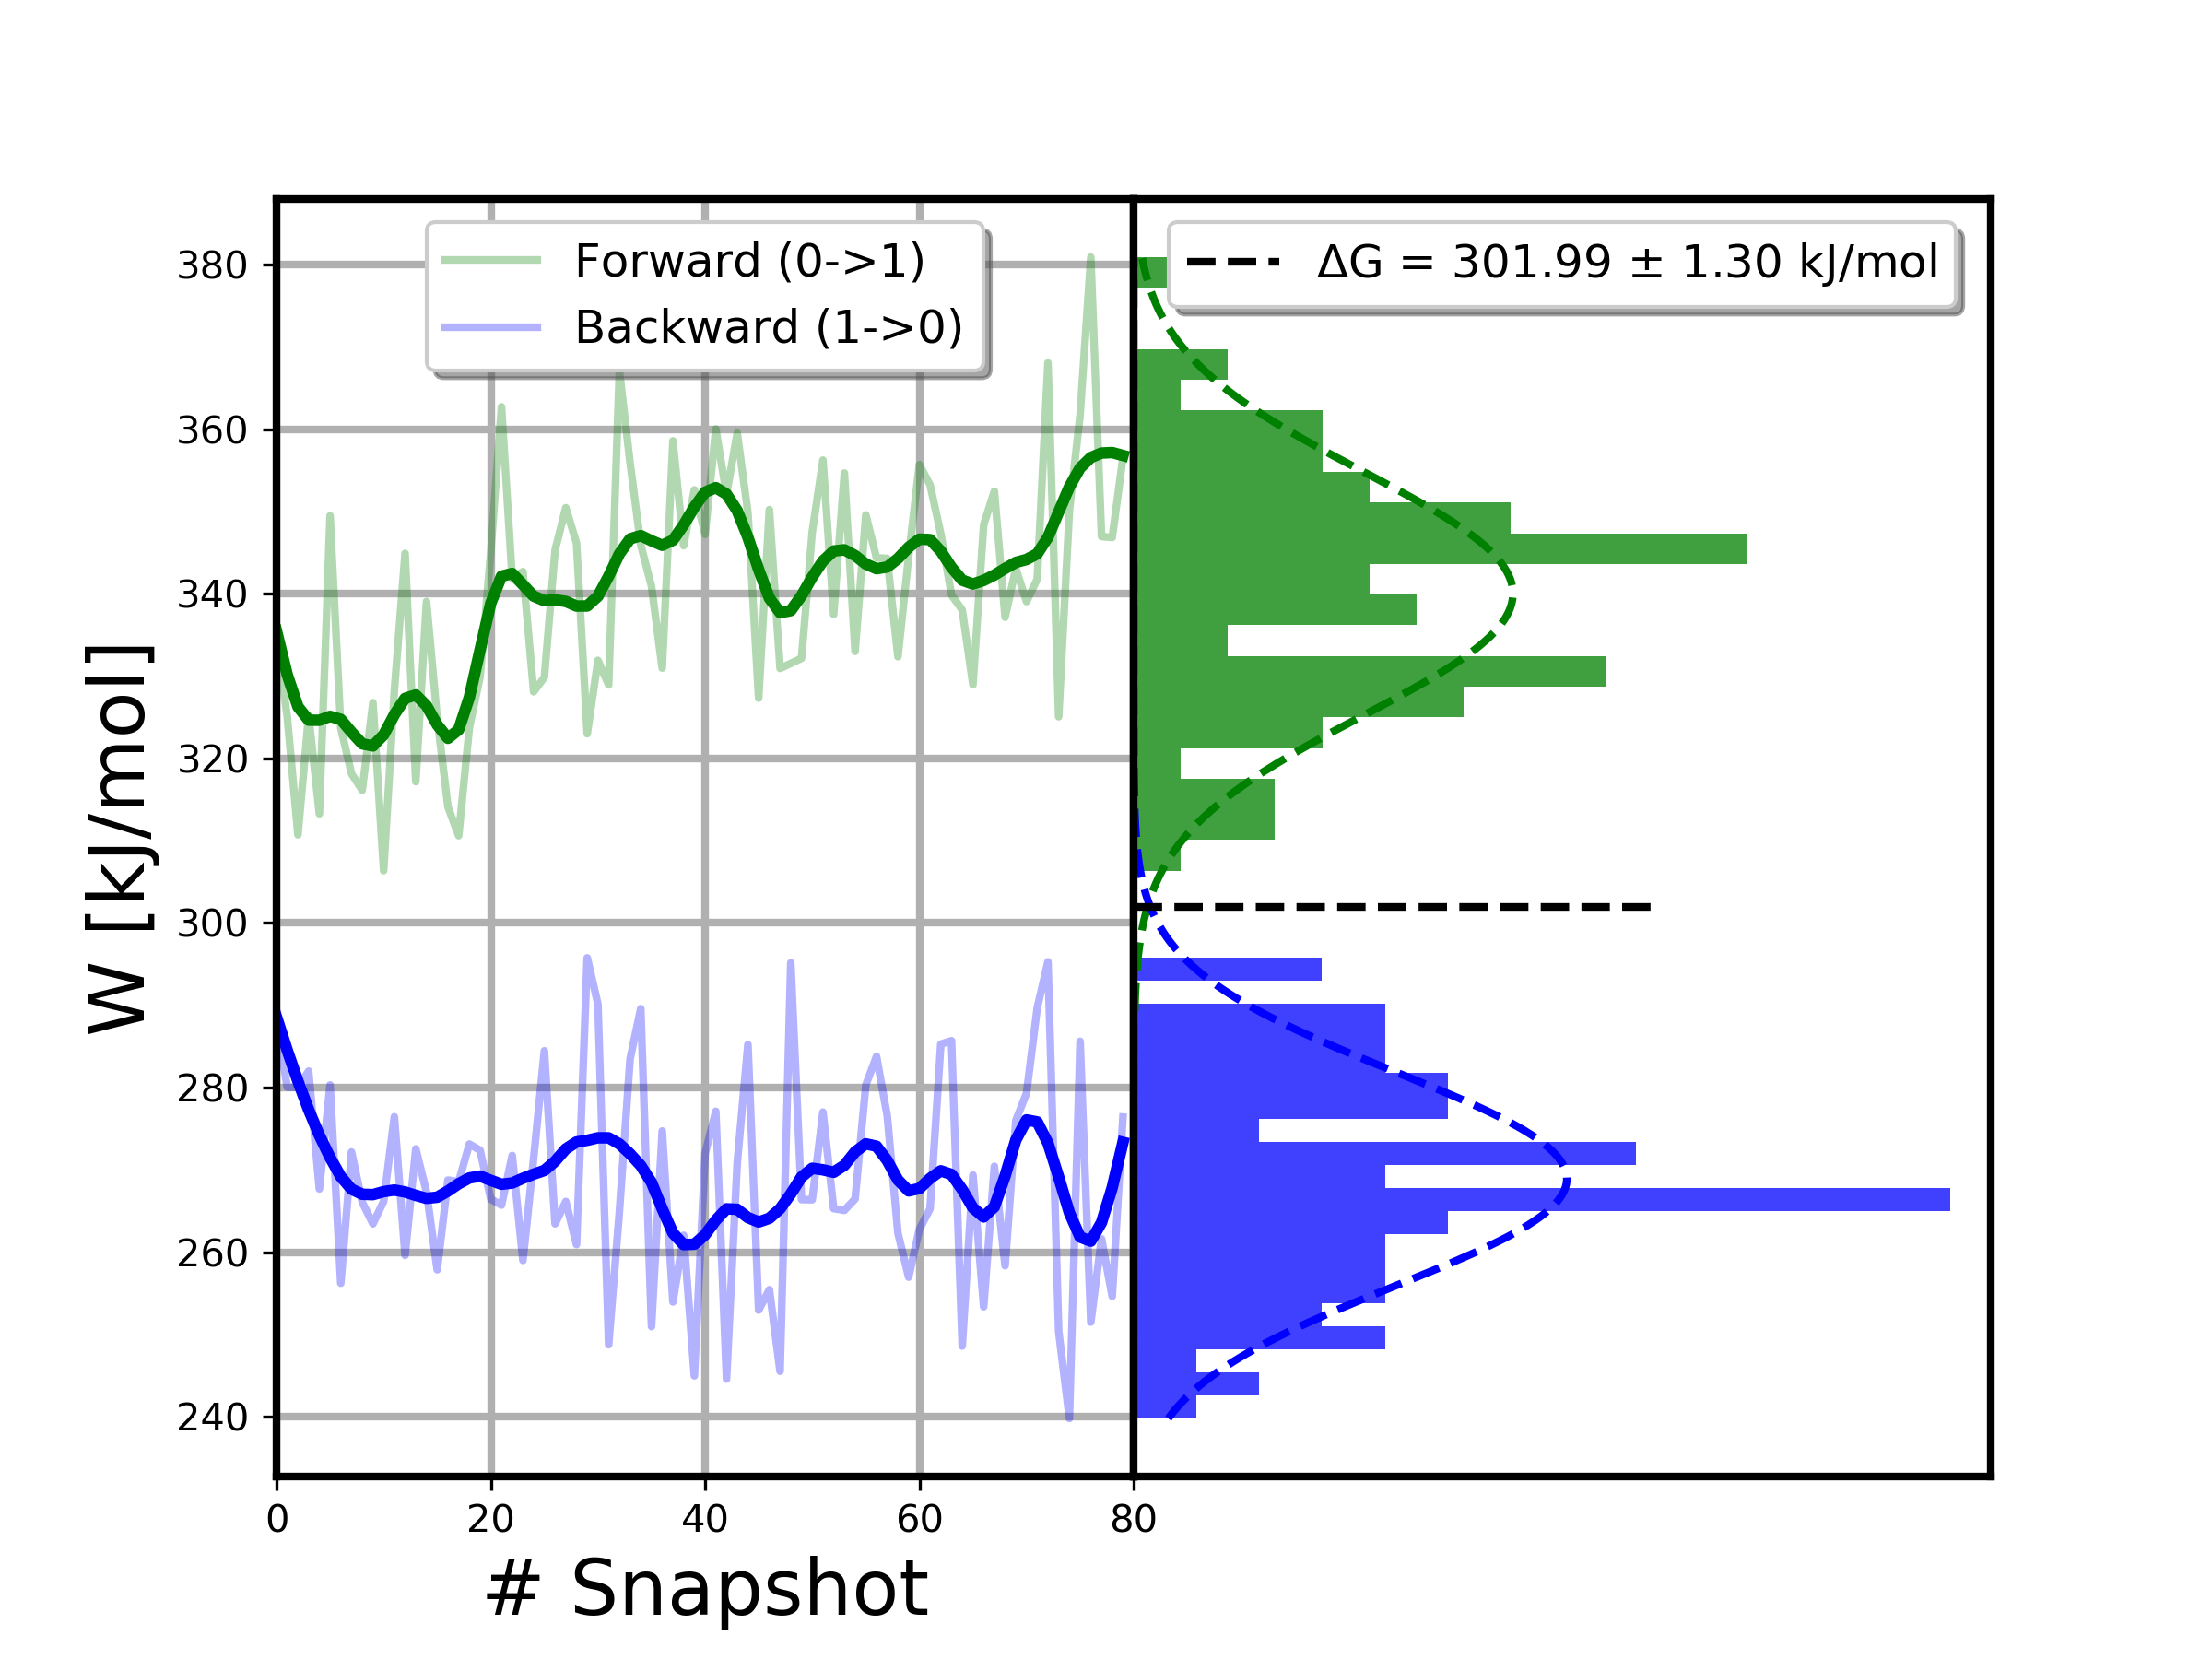 Forward (0->1)
Backward (1->0)
ΔG = 301.99 ± 1.30 kJ/mol
380
360
340
320
300
280
260
240
W [kJ/mol]
0 20 40 60 80
# Snapshot